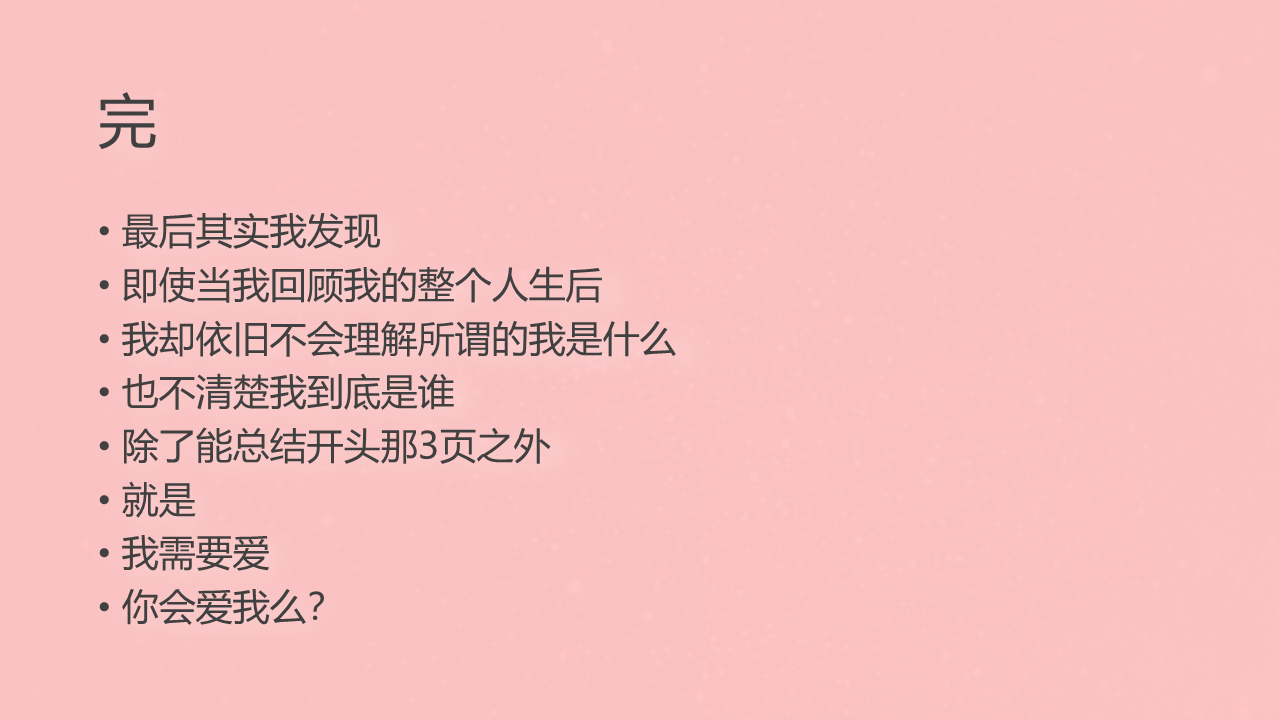 完
• 最后其实我发现
• 即使当我回顾我的整个人生后
• 我却依旧不会理解所谓的我是什么
• 也不清楚我到底是谁
• 除了能总结开头那3页之外
• 就是
• 我需要爱
• 你会爱我么？